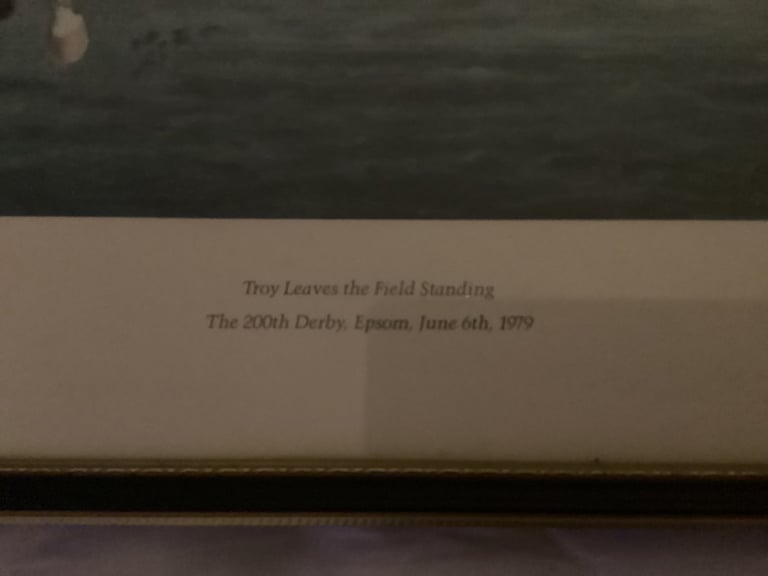 Troy Leaves the Field Standing
The 200th Derby, Epsom, June 6th, 1979